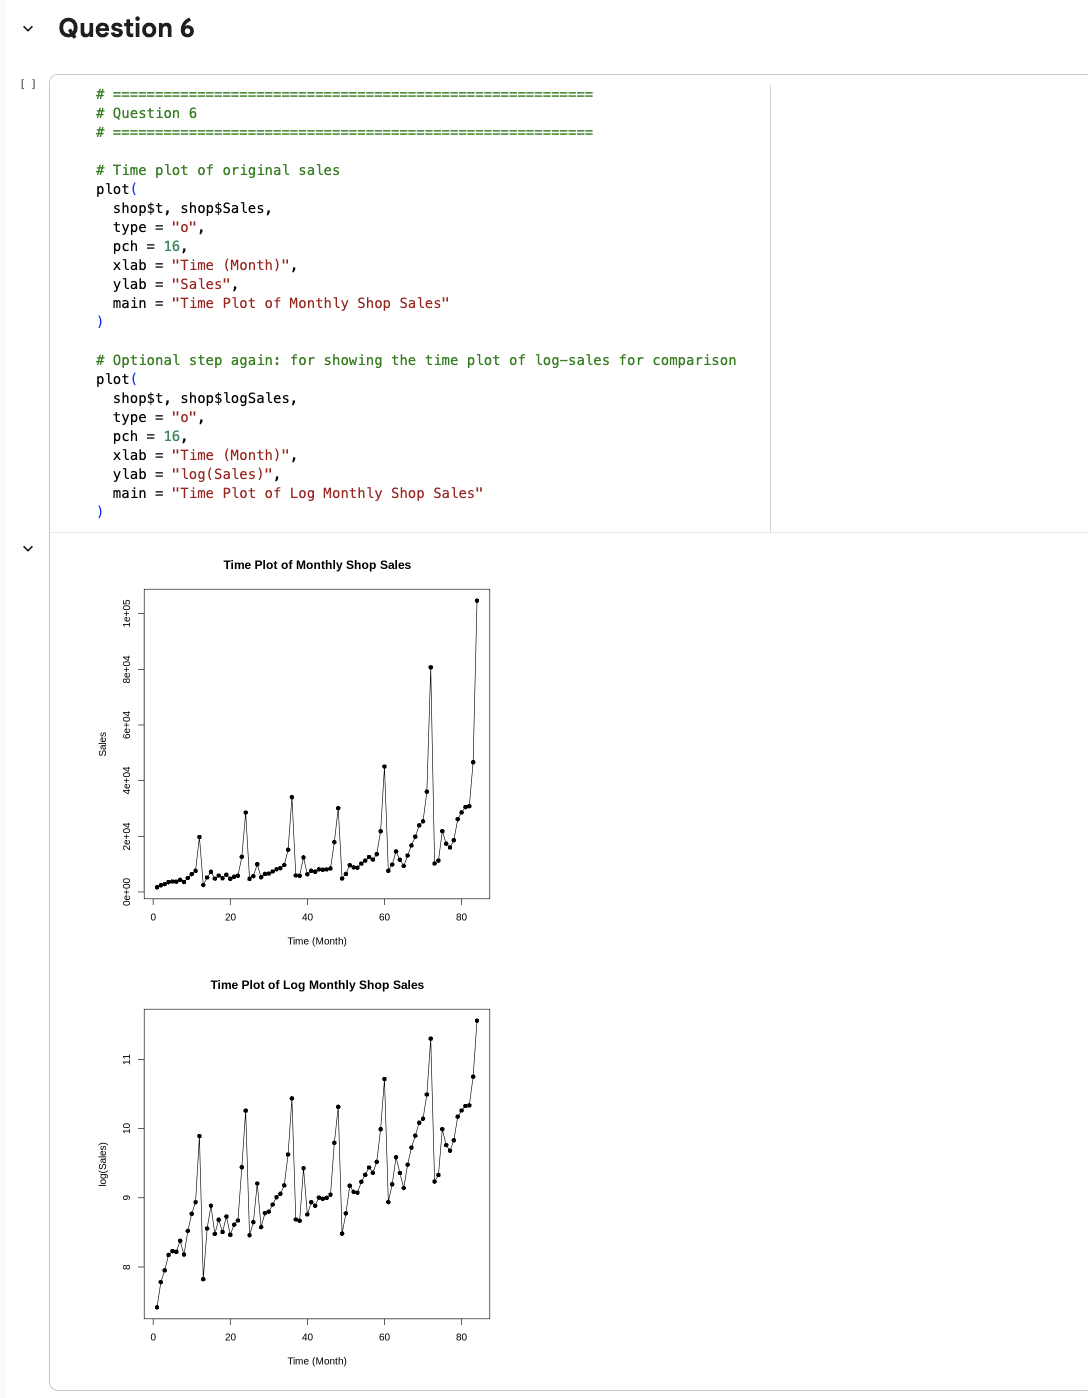 Question 6
[ ]
# =========================================================
# Question 6
# =========================================================
# Time plot of original sales
plot(
shop$t, shop$Sales,
type = "o",
pch = 16,
xlab = "Time (Month)",
ylab = "Sales",
main = "Time Plot of Monthly Shop Sales"
)
# Optional step again: for showing the time plot of log-sales for comparison
plot(
shop$t, shop$logSales,
type = "o",
pch = 16,
xlab = "Time (Month)",
ylab = "log(Sales)",
main = "Time Plot of Log Monthly Shop Sales"
)
Time Plot of Monthly Shop Sales
Sales
1e+05
8e+04
6e+04
4e+04
2e+04
0e+00
0 20 40 60 80
Time (Month)
Time Plot of Log Monthly Shop Sales
log(Sales)
11
10
9
8
0 20 40 60 80
Time (Month)